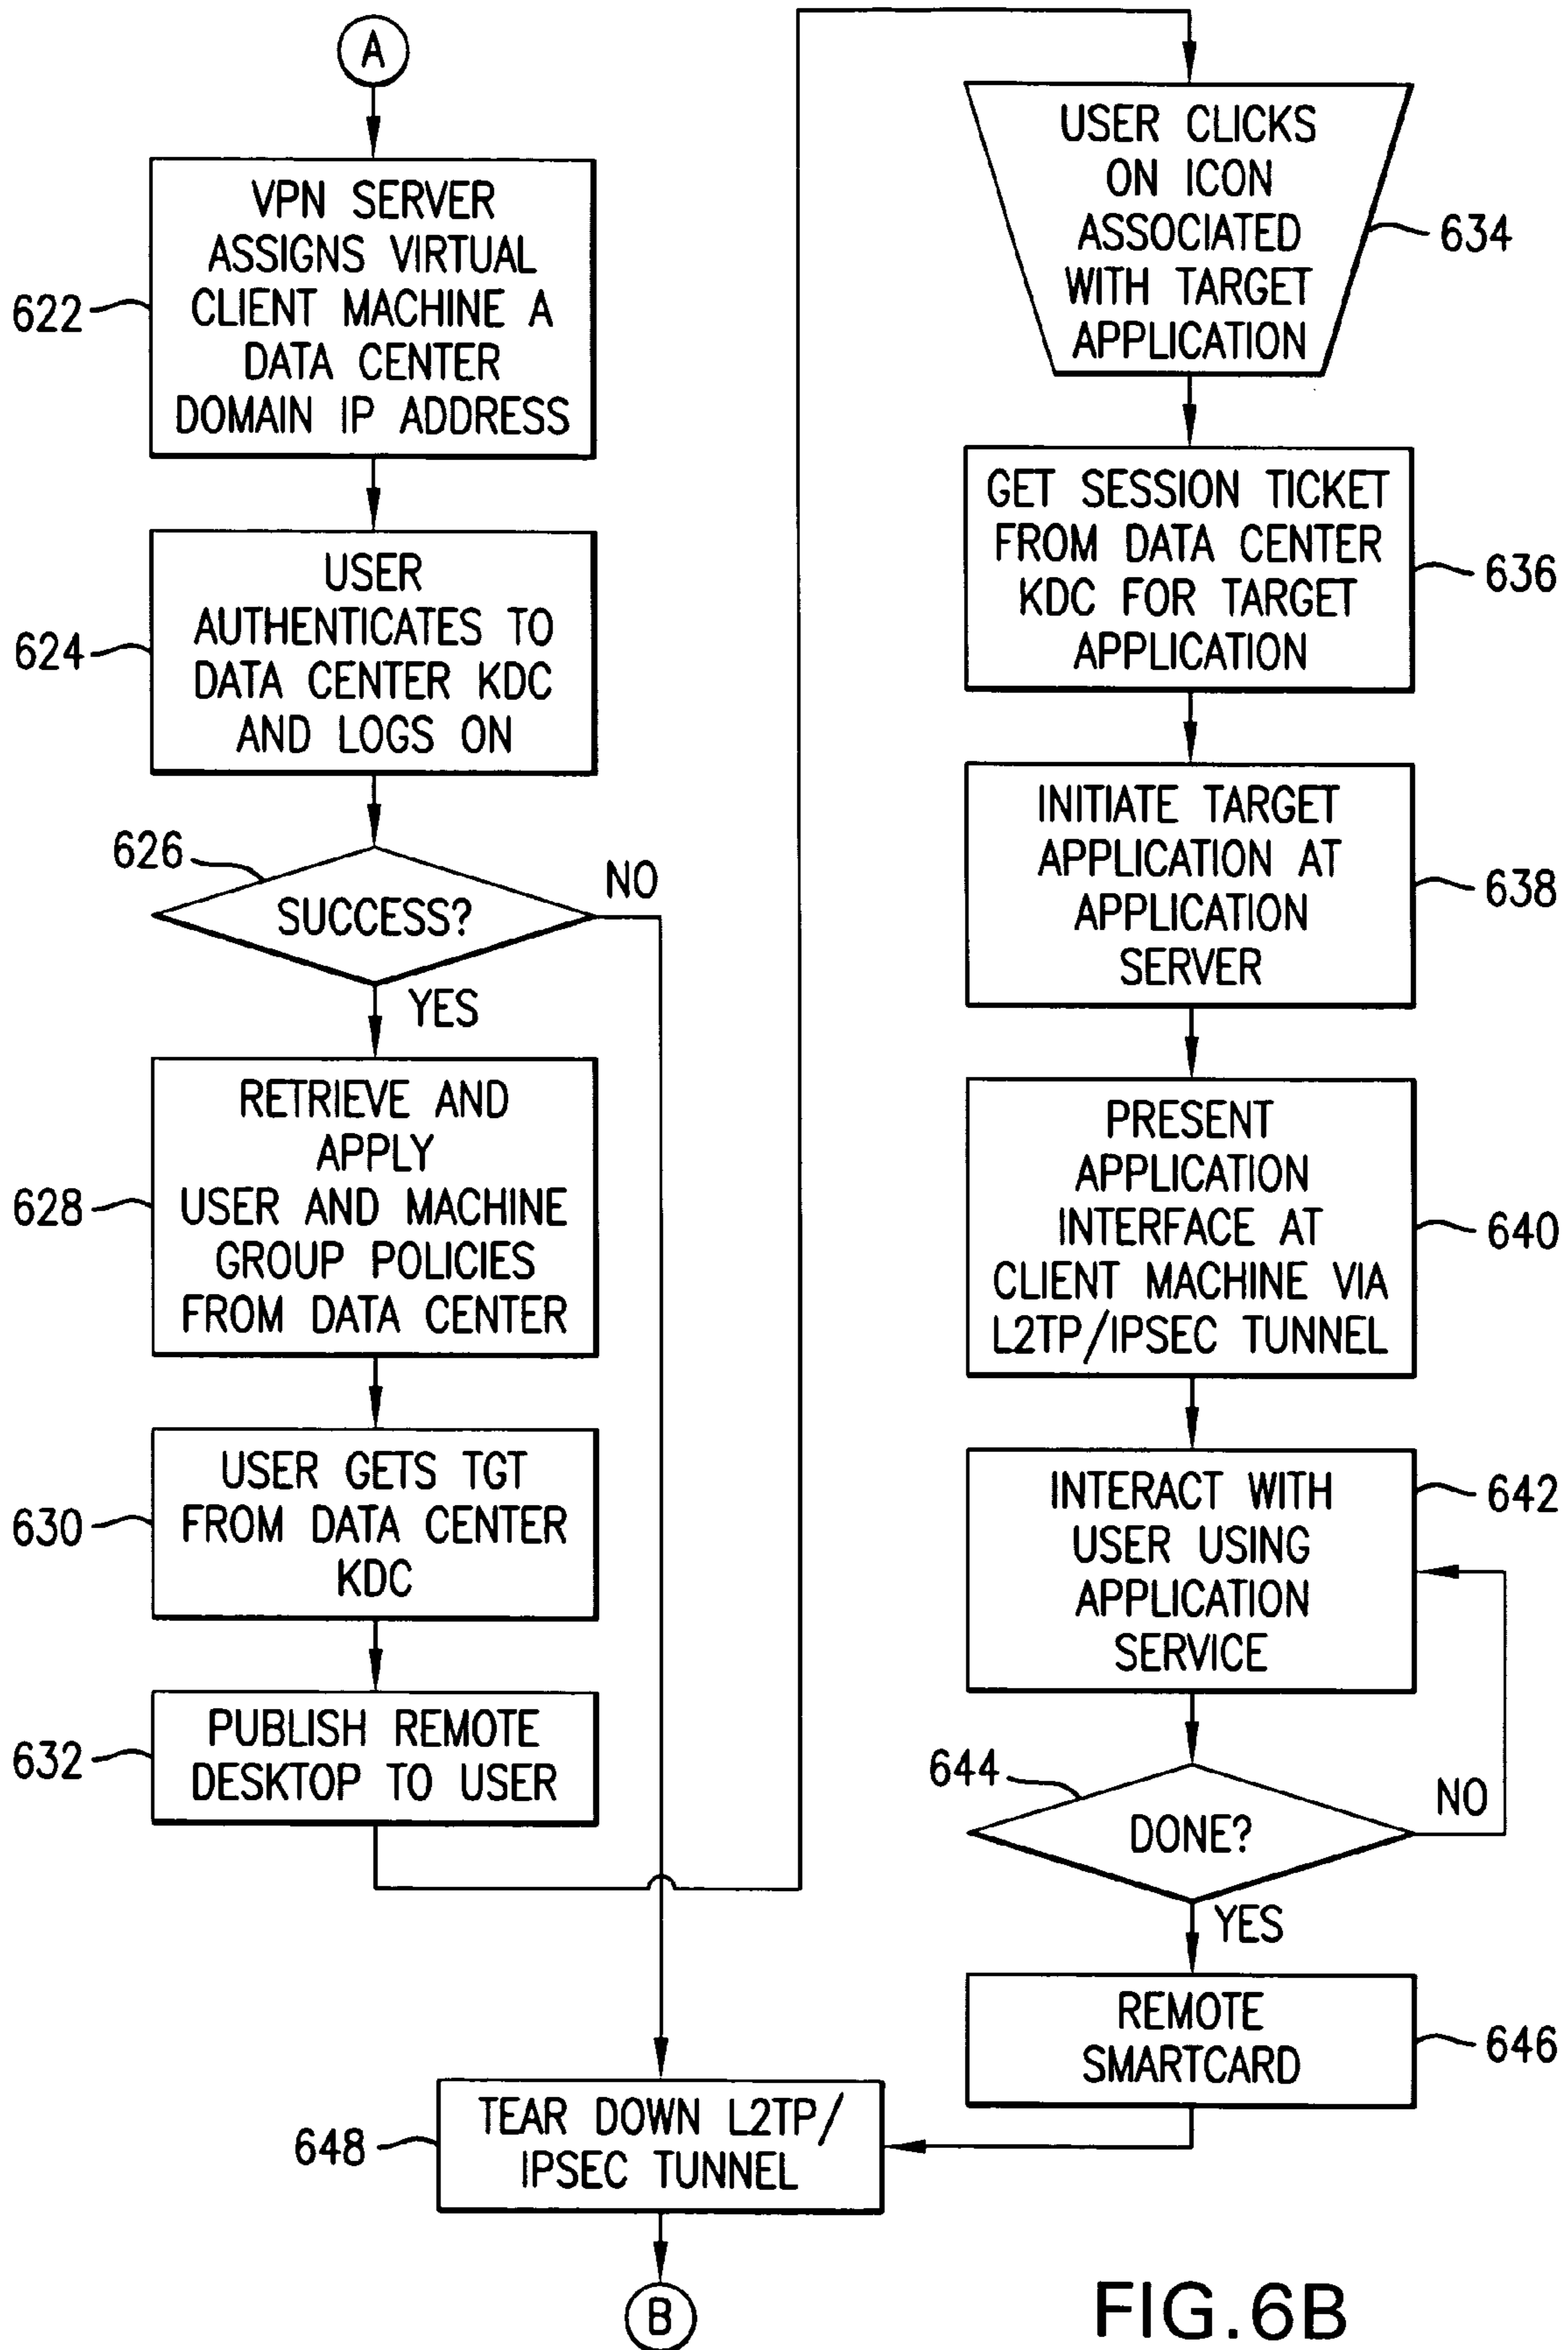 A
VPN SERVER
ASSIGNS VIRTUAL
CLIENT MACHINE A
DATA CENTER
DOMAIN IP ADDRESS
622
USER
AUTHENTICATES TO
DATA CENTER KDC
AND LOGS ON
624
626
SUCCESS?
NO
YES
RETRIEVE AND
APPLY
USER AND MACHINE
GROUP POLICIES
FROM DATA CENTER
628
USER GETS TGT
FROM DATA CENTER
KDC
630
PUBLISH REMOTE
DESKTOP TO USER
632
USER CLICKS
ON ICON
ASSOCIATED
WITH TARGET
APPLICATION
634
GET SESSION TICKET
FROM DATA CENTER
KDC FOR TARGET
APPLICATION
636
INITIATE TARGET
APPLICATION AT
APPLICATION
SERVER
638
PRESENT
APPLICATION
INTERFACE AT
CLIENT MACHINE VIA
L2TP/IPSEC TUNNEL
640
INTERACT WITH
USER USING
APPLICATION
SERVICE
642
644
DONE?
NO
YES
REMOTE
SMARTCARD
646
TEAR DOWN L2TP/
IPSEC TUNNEL
648
B
FIG.6B